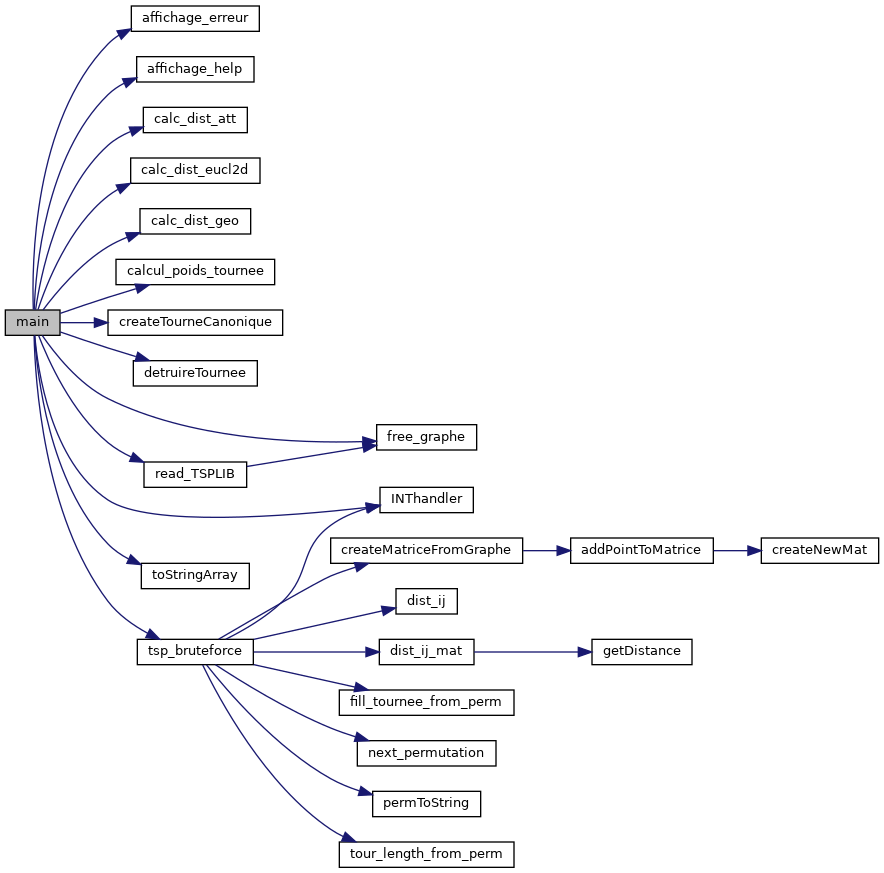 affichage_erreur
affichage_help
calc_dist_att
calc_dist_eucl2d
calc_dist_geo
calcul_poids_tournee
main
createTourneCanonique
detruireTournee
free_graphe
read_TSPLIB
INThandler
createMatriceFromGraphe
addPointToMatrice
createNewMat
toStringArray
dist_ij
tsp_bruteforce
dist_ij_mat
getDistance
fill_tournee_from_perm
next_permutation
permToString
tour_length_from_perm